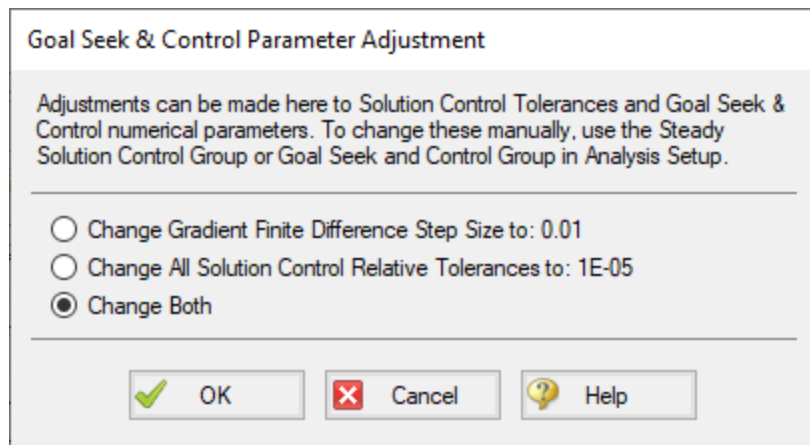 Goal Seek & Control Parameter Adjustment
Adjustments can be made here to Solution Control Tolerances and Goal Seek &
Control numerical parameters. To change these manually, use the Steady
Solution Control Group or Goal Seek and Control Group in Analysis Setup.
Change Gradient Finite Difference Step Size to: 0.01
Change All Solution Control Relative Tolerances to: 1E-05
Change Both
OK Cancel Help